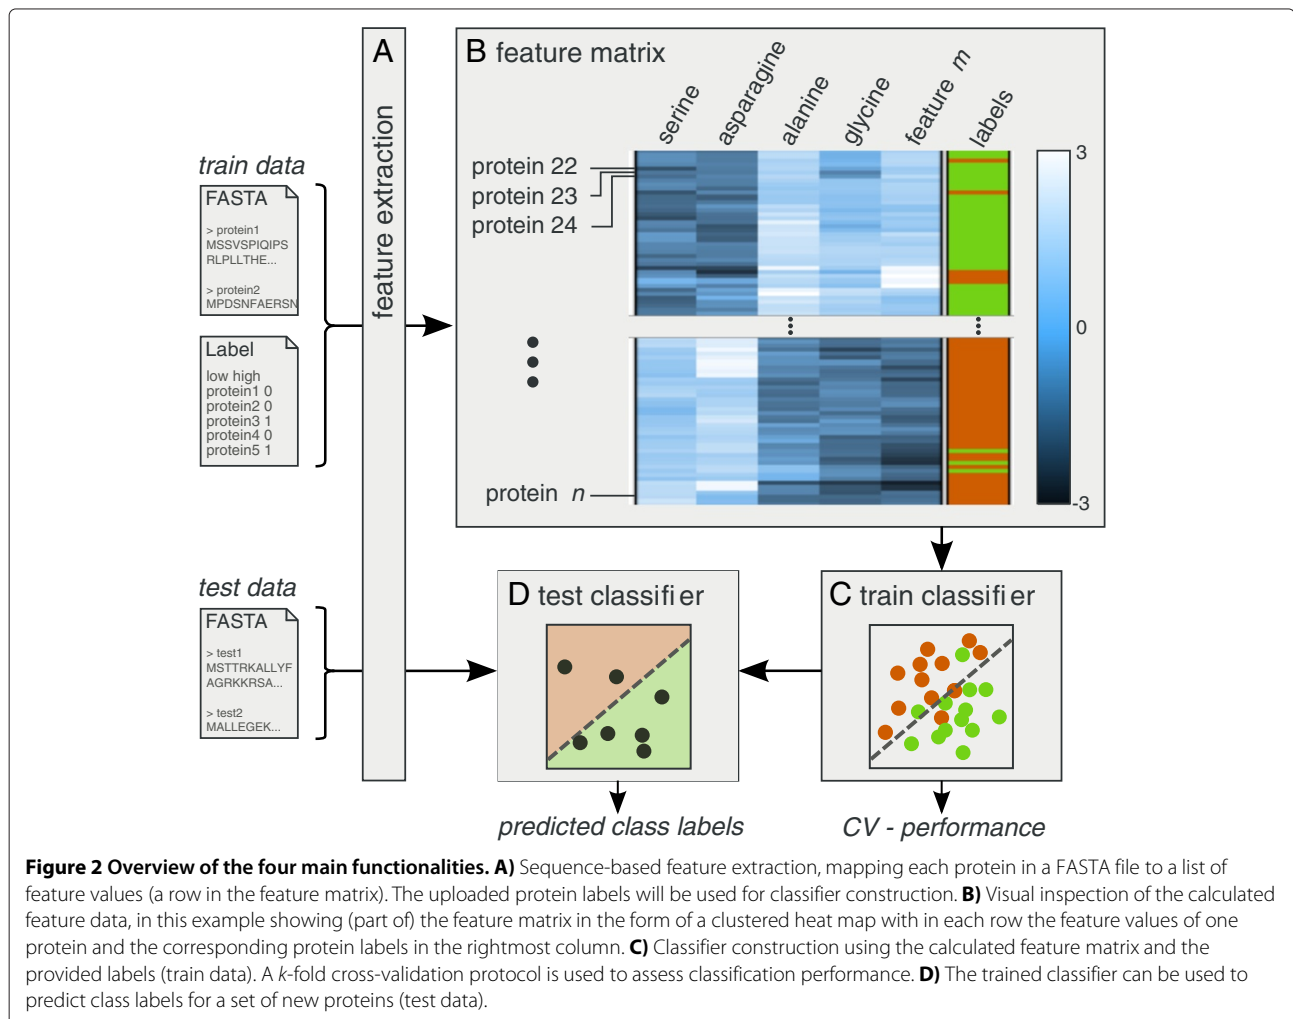 A
feature extraction
train data
FASTA
> protein1
MSSVSPIQIPS
RLPLLTHE...
> protein2
MPDSNFAERSN
Label
low high
protein1 0
protein2 0
protein3 1
protein4 0
protein5 1
B feature matrix
serine
asparagine
alanine
glycine
feature m
labels
protein 22
protein 23
protein 24
protein n
3
0
-3
test data
FASTA
> test1
MSTTRKALLYF
AGRKKRSA...
> test2
MALLEGEK...
D test classifier
predicted class labels
C train classifier
CV - performance
Figure 2 Overview of the four main functionalities. A) Sequence-based feature extraction, mapping each protein in a FASTA file to a list of
feature values (a row in the feature matrix). The uploaded protein labels will be used for classifier construction. B) Visual inspection of the calculated
feature data, in this example showing (part of) the feature matrix in the form of a clustered heat map with in each row the feature values of one
protein and the corresponding protein labels in the rightmost column. C) Classifier construction using the calculated feature matrix and the
provided labels (train data). A k-fold cross-validation protocol is used to assess classification performance. D) The trained classifier can be used to
predict class labels for a set of new proteins (test data).